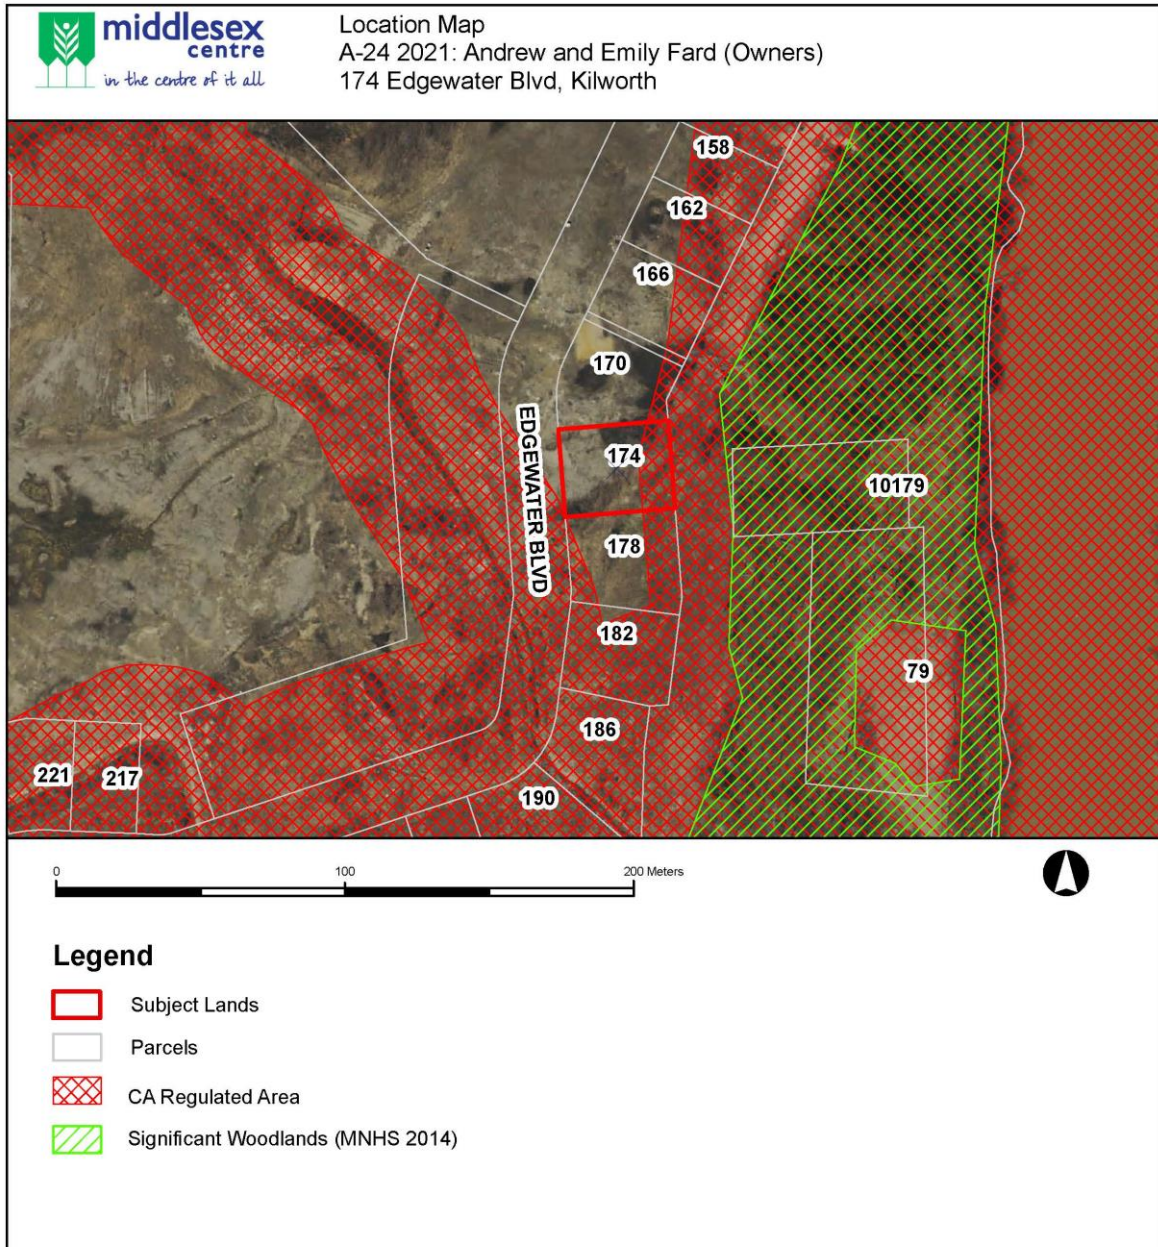 middlesex
centre
in the centre of it all
Location Map
A-24 2021: Andrew and Emily Fard (Owners)
174 Edgewater Blvd, Kilworth
158
162
166
170
EDGEWATER BLVD
174
10179
178
182
79
186
221
217
190
0
100
200 Meters
Legend
Subject Lands
Parcels
CA Regulated Area
Significant Woodlands (MNHS 2014)